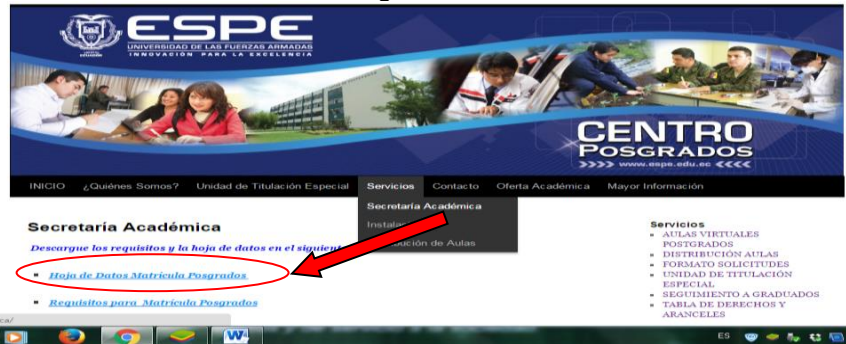 ESPE
UNIVERSIDAD DE LAS FUERZAS ARMADAS
INNOVACIÓN PARA LA EXCELENCIA
CENTRO
POSGRADOS
>>>> www.espe.edu.ec <<<<
INICIO ¿Quiénes Somos? Unidad de Titulación Especial Servicios Contacto Oferta Académica Mayor Información
Secretaría Académica
de Aulas
Secretaría Académica
Descargue los requisitos y la hoja de datos en el
Hoja de Datos Matrícula Posgrados
Requisitos para Matrícula Posgrados
Servicios
AULAS VIRTUALES
POSTGRADOS
DISTRIBUCIÓN AULAS
FORMATO SOLICITUDES
UNIDAD DE TITULACIÓN
ESPECIAL
SEGUIMIENTO A GRADUADOS
TABLA DE DERECHOS Y
ARANCELES
ca/
ES